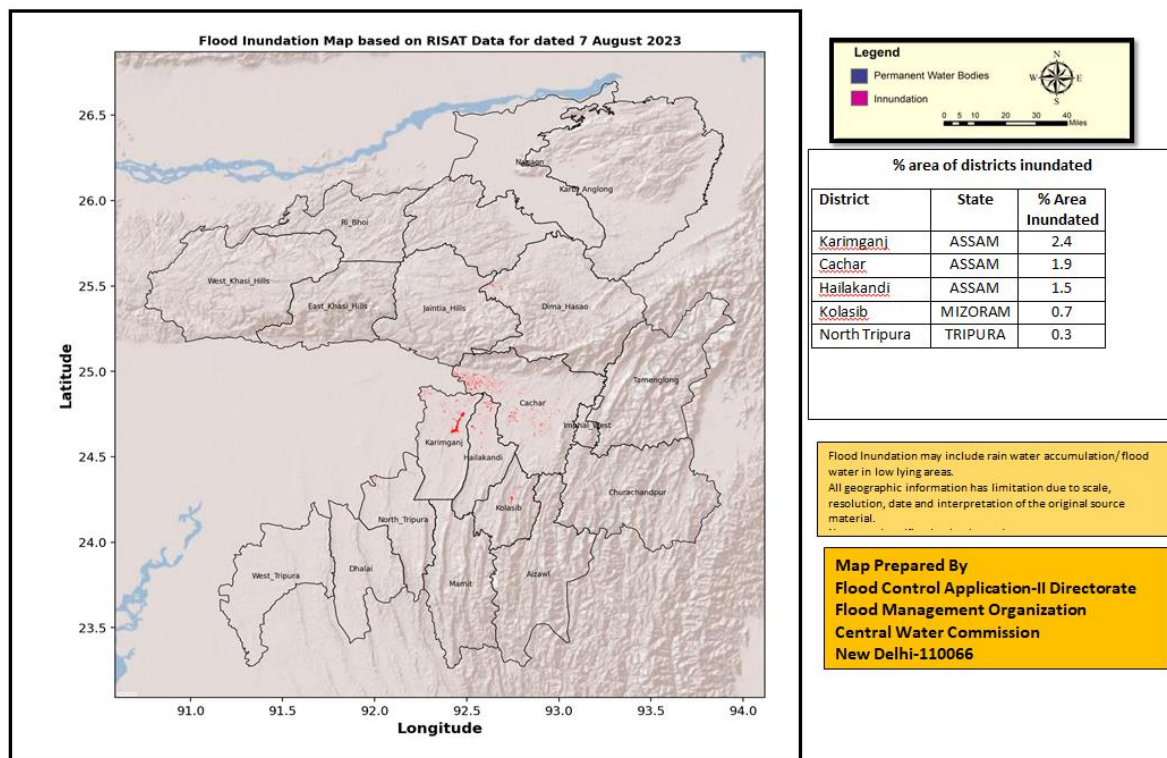 Flood Inundation Map based on RISAT Data for dated 7 August 2023
Latitude
26.5
26.0
25.5
25.0
24.5
24.0
23.5
Nagaon
Karbi_Anglong
Ri_Bhoi
West_Khasi_Hills
East_Khasi_Hills
Jaintia_Hills
Dima_Hasao
Tamenglong
Cachar
Imphal_West
Karimganj
Hailakandi
Churachandpur
Kolasib
North_Tripura
Dhalai
West_Tripura
Mamit
Aizawl
91.0 91.5 92.0 92.5 93.0 93.5 94.0
Longitude
Legend
Permanent Water Bodies
Innundation
N
W E
S
0 5 10 20 30 40
Miles
% area of districts inundated
District State % Area Inundated
Karimganj ASSAM 2.4
Cachar ASSAM 1.9
Hailakandi ASSAM 1.5
Kolasib MIZORAM 0.7
North Tripura TRIPURA 0.3
Flood Inundation may include rain water accumulation/ flood
water in low lying areas.
All geographic information has limitation due to scale,
resolution, date and interpretation of the original source
material.
Map Prepared By
Flood Control Application-II Directorate
Flood Management Organization
Central Water Commission
New Delhi-110066